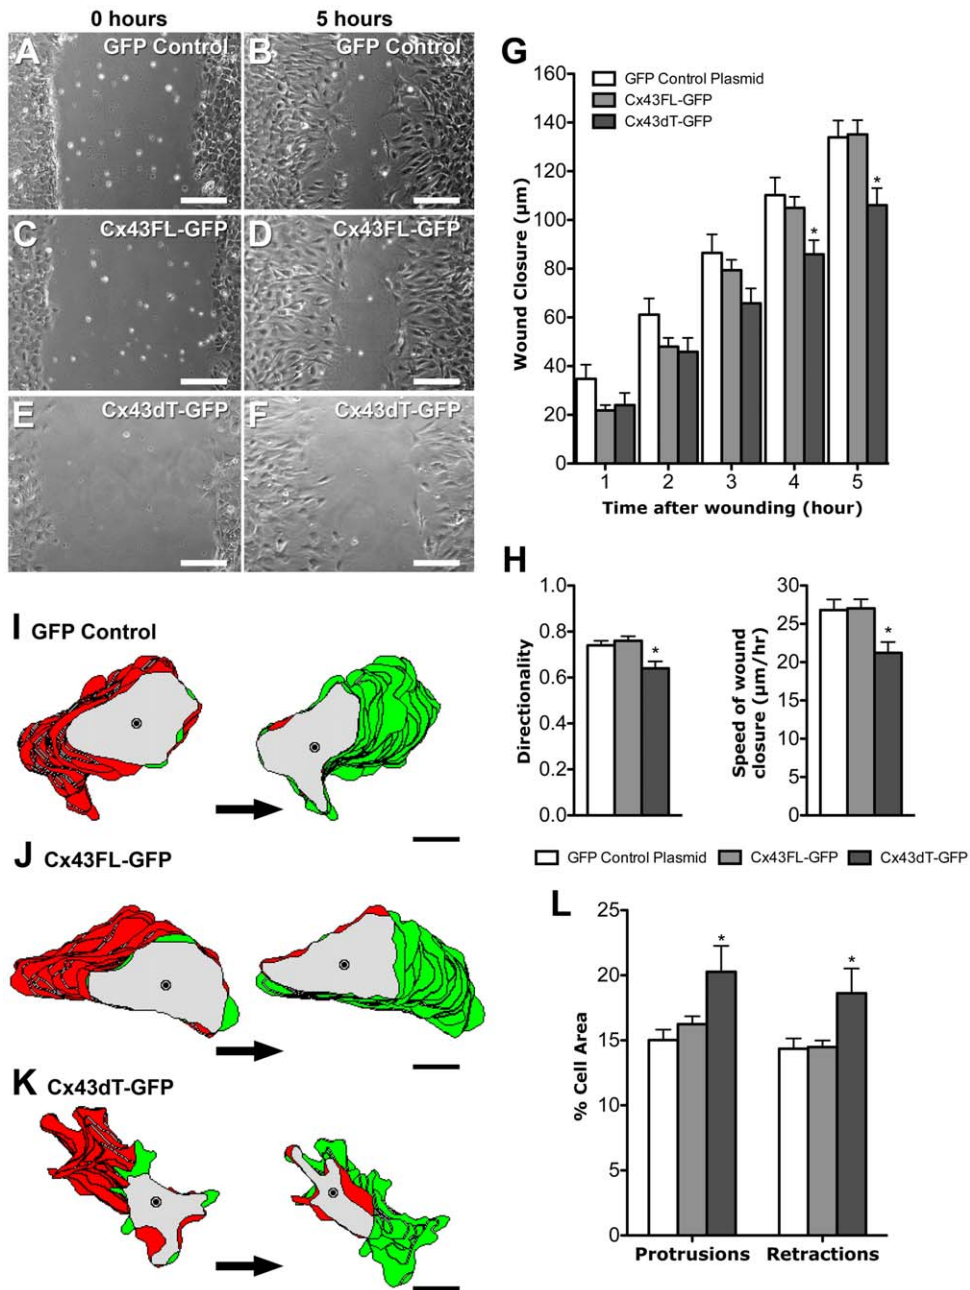 0 hours
5 hours
A
GFP Control
B
GFP Control
C
Cx43FL-GFP
D
Cx43FL-GFP
E
Cx43dT-GFP
F
Cx43dT-GFP
G
GFP Control Plasmid
Cx43FL-GFP
Cx43dT-GFP
Wound Closure (μm)
160
140
120
100
80
60
40
20
0
*
*
1
2
3
4
5
Time after wounding (hour)
H
Directionality
1.0
0.8
0.6
0.4
0.2
0.0
*
Speed of wound
closure (μm/hr)
30
25
20
15
10
5
0
*
GFP Control Plasmid
Cx43FL-GFP
Cx43dT-GFP
I GFP Control
J Cx43FL-GFP
K Cx43dT-GFP
L
% Cell Area
25
20
15
10
5
0
*
*
Protrusions
Retractions